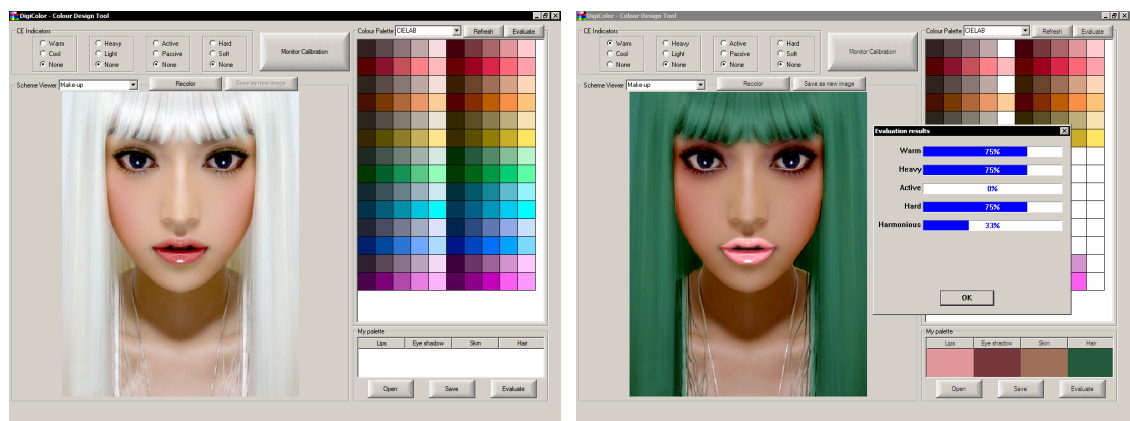 DigiColor - Colour Design Tool
CE Indicators
Warm Heavy Active Hard
Cool Light Passive Soft
None None None None
Monitor Calibration
Scheme Viewer Make-up Recolor Save as new image
Colour Palette CIELAB Refresh Evaluate
My palette
Lips Eye shadow Skin Hair
Open Save Evaluate
DigiColor - Colour Design Tool
CE Indicators
Warm Heavy Active Hard
Cool Light Passive Soft
None None None None
Monitor Calibration
Scheme Viewer Make-up Recolor Save as new image
Colour Palette CIELAB Refresh Evaluate
Evaluation results
Warm 75%
Heavy 75%
Active 0%
Hard 75%
Harmonious 33%
OK
My palette
Lips Eye shadow Skin Hair
Open Save Evaluate